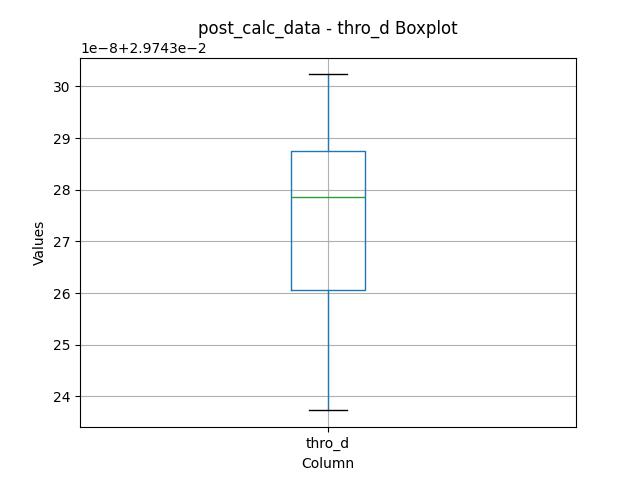 post_calc_data - thro_d Boxplot
1e-8+2.9743e-2
30
29
28
27
26
25
24
Values
thro_d
Column